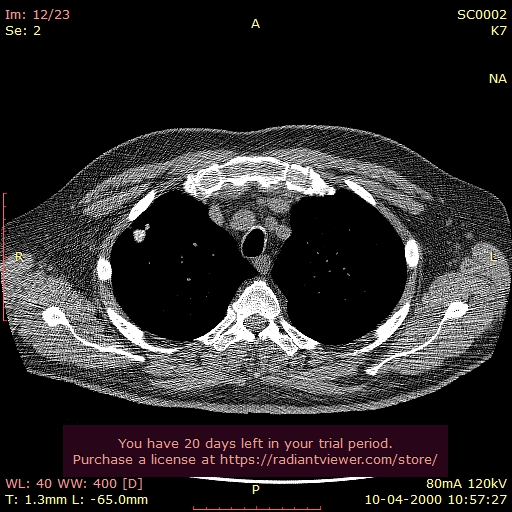 Im: 12/23
Se: 2
A
SC0002
K7
NA
R
L
You have 20 days left in your trial period.
Purchase a license at https://radiantviewer.com/store/
WL: 40 WW: 400 [D]
T: 1.3mm L: -65.0mm
P
80mA 120kV
10-04-2000 10:57:27